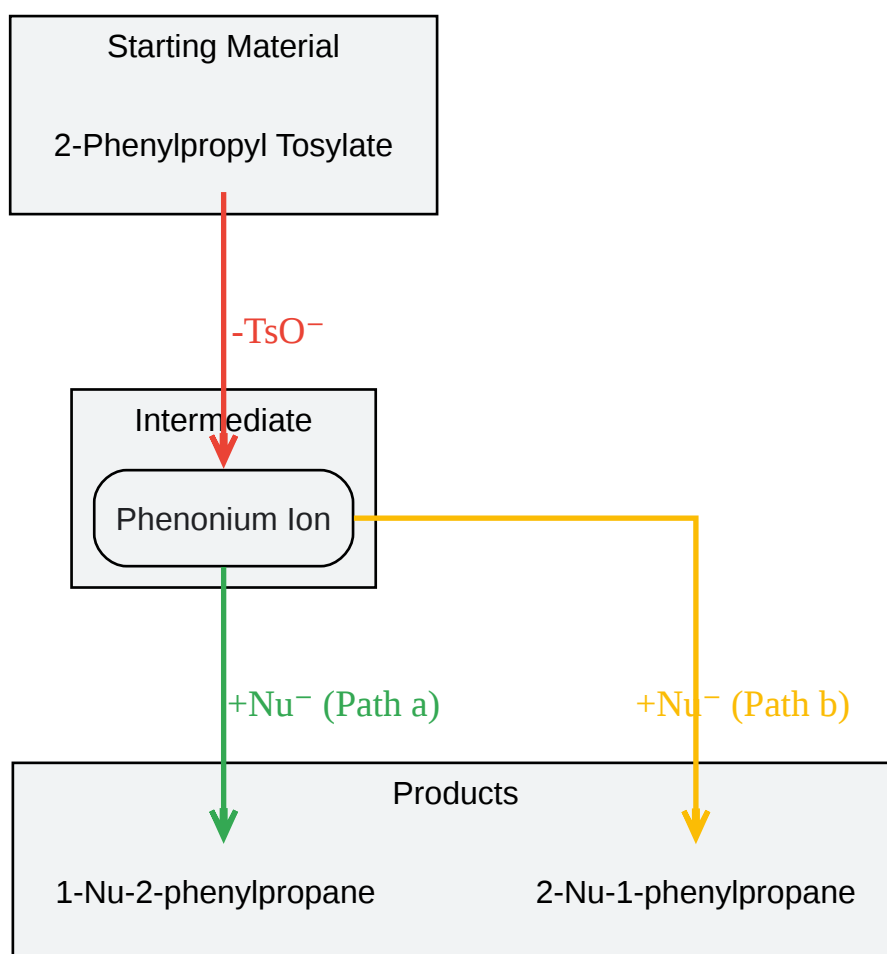 Starting Material
2-Phenylpropyl Tosylate
-TsO⁻
Intermediate
Phenonium Ion
+Nu⁻ (Path a)
+Nu⁻ (Path b)
Products
1-Nu-2-phenylpropane
2-Nu-1-phenylpropane